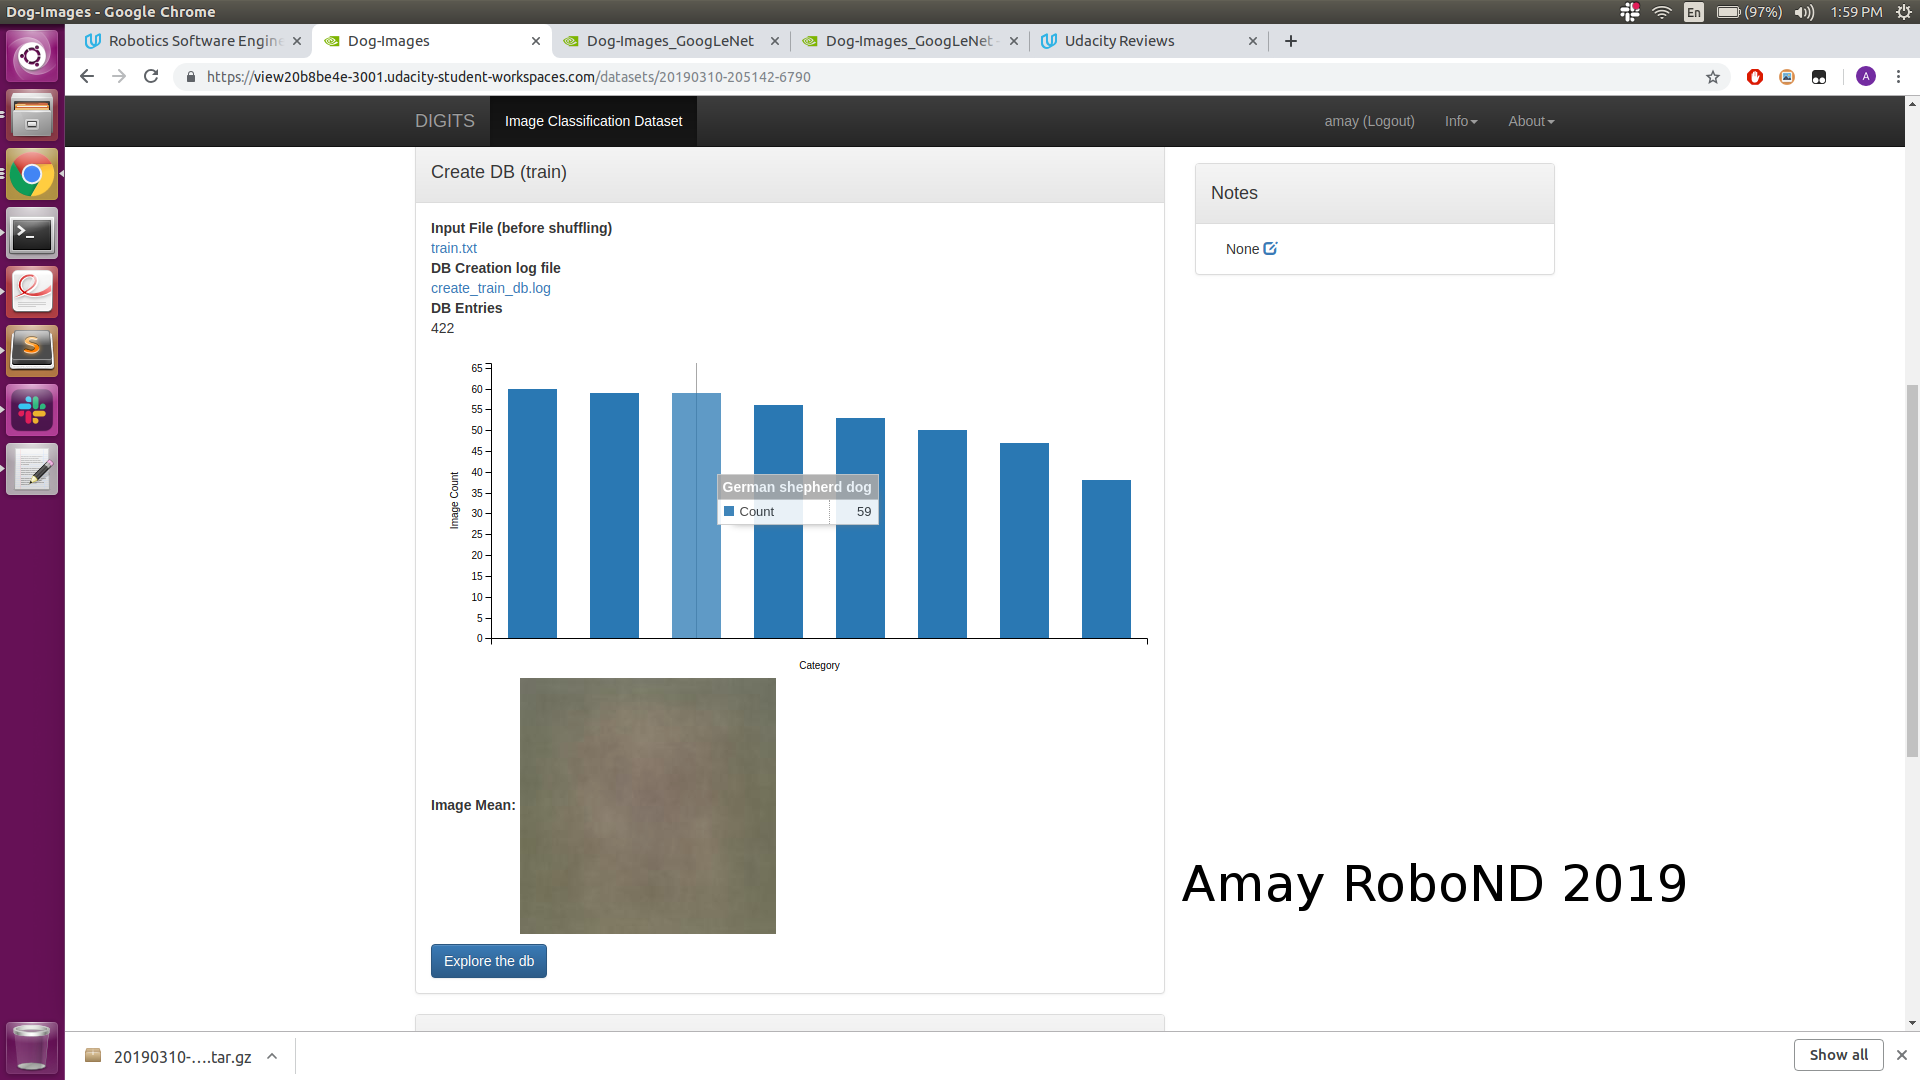 Dog-Images - Google Chrome
En (97%) 1:59 PM
Robotics Software Engine
Dog-Images
Dog-Images_GoogLeNet
Dog-Images_GoogLeNet -
Udacity Reviews
https://view20b8be4e-3001.udacity-student-workspaces.com/datasets/20190310-205142-6790
A
DIGITS
Image Classification Dataset
amay (Logout)
Info
About
Create DB (train)
Notes
None
Input File (before shuffling)
train.txt
DB Creation log file
create_train_db.log
DB Entries
422
65
60
55
50
45
40
35
30
25
20
15
10
5
0
Image Count
German shepherd dog
Count 59
Category
Image Mean:
Amay RoboND 2019
Explore the db
20190310-....tar.gz
Show all